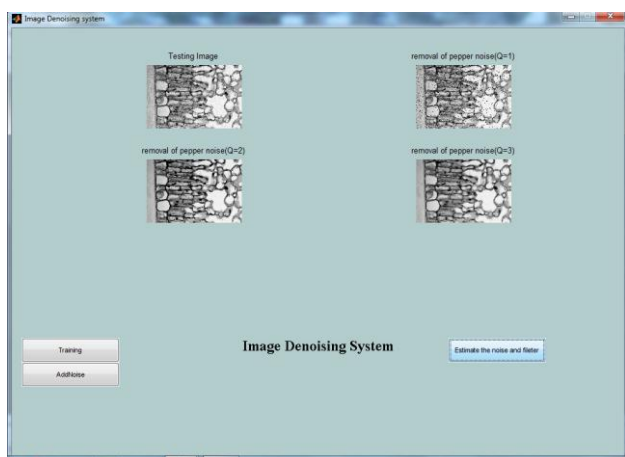 Image Denoising system
Testing Image
removal of pepper noise(Q=1)
removal of pepper noise(Q=2)
removal of pepper noise(Q=3)
Training
Image Denoising System
Estimate the noise and fileter
AddNoise